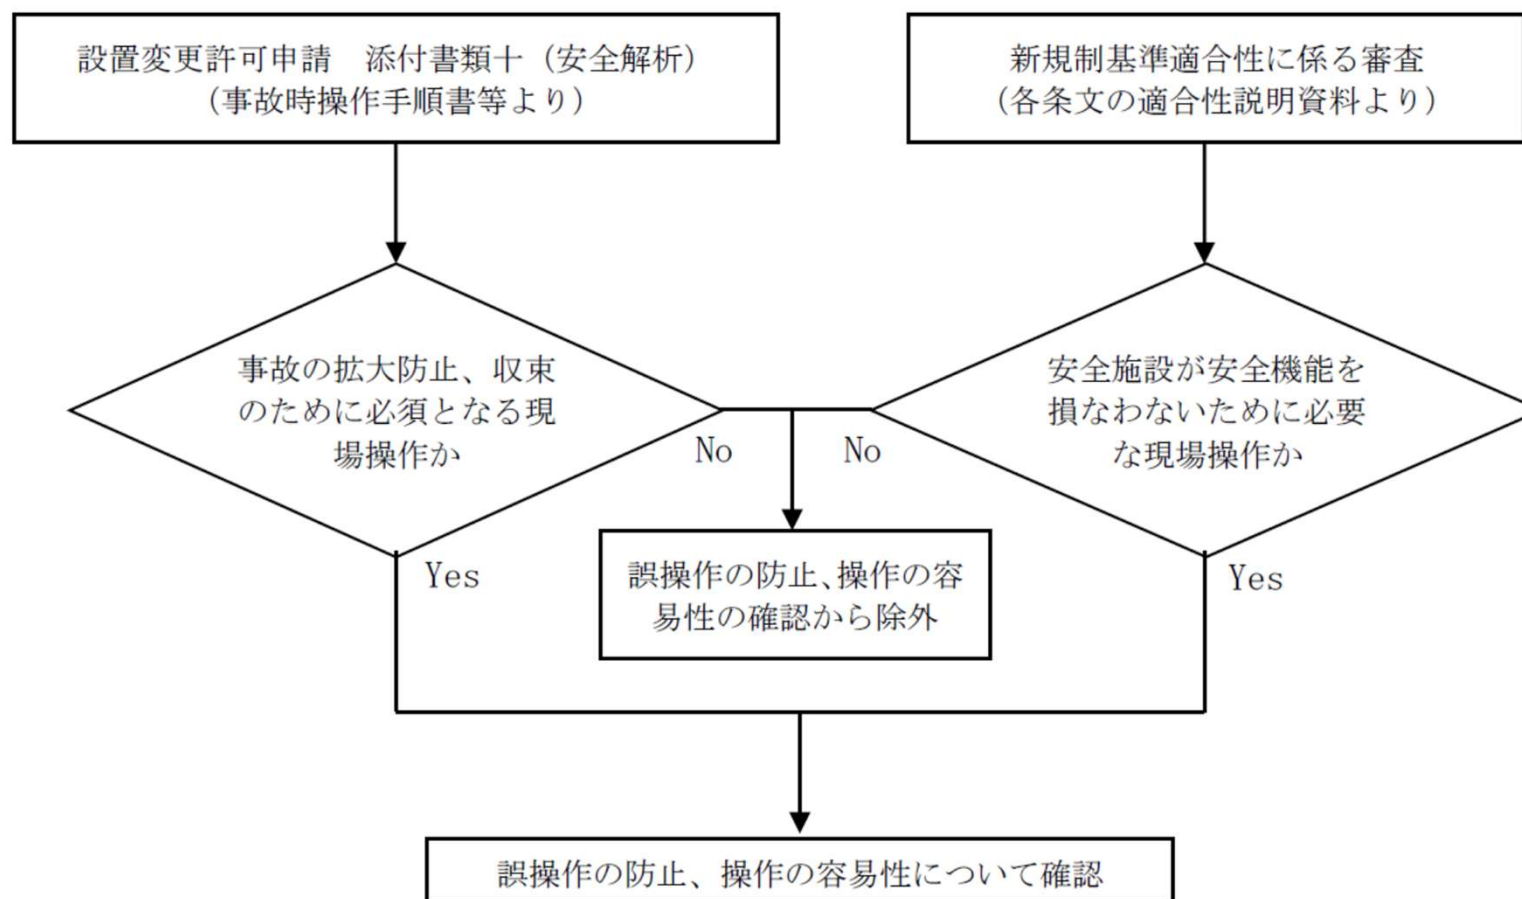 設置変更許可申請　添付書類十（安全解析）
（事故時操作手順書等より）
新規制基準適合性に係る審査
（各条文の適合性説明資料より）
事故の拡大防止、収束
のために必須となる現
場操作か
安全施設が安全機能を
損なわないために必要
な現場操作か
No
No
誤操作の防止、操作の容
易性の確認から除外
Yes
Yes
誤操作の防止、操作の容易性について確認